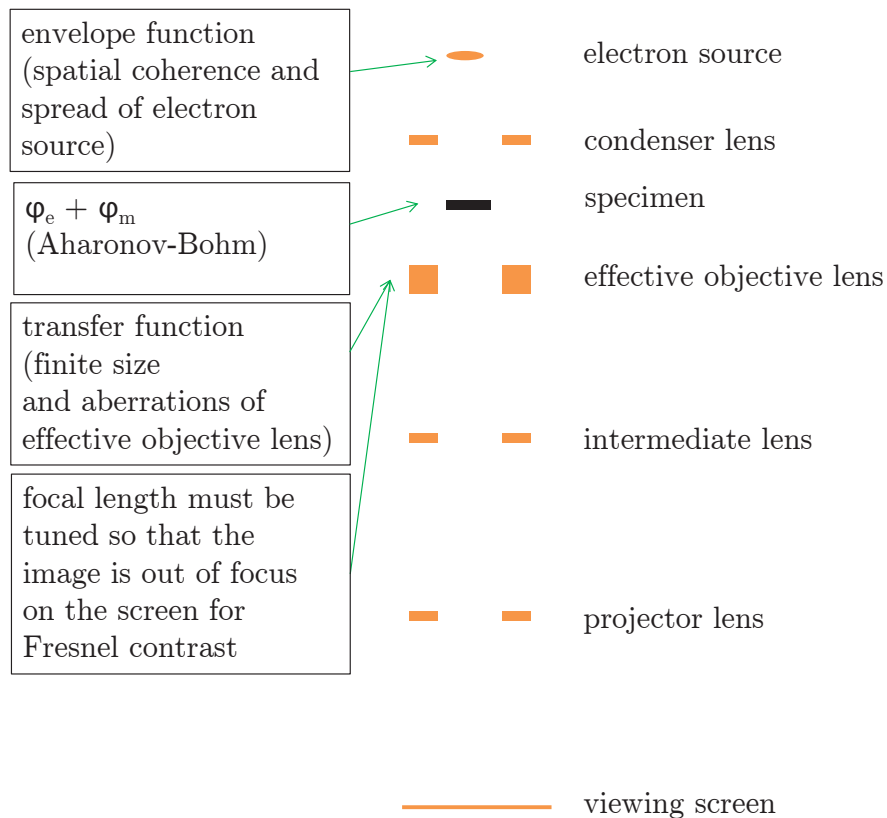 envelope function
(spatial coherence and
spread of electron
source)
φe + φm
(Aharonov-Bohm)
transfer function
(finite size
and aberrations of
effective objective lens)
focal length must be
tuned so that the
image is out of focus
on the screen for
Fresnel contrast
electron source
condenser lens
specimen
effective objective lens
intermediate lens
projector lens
viewing screen